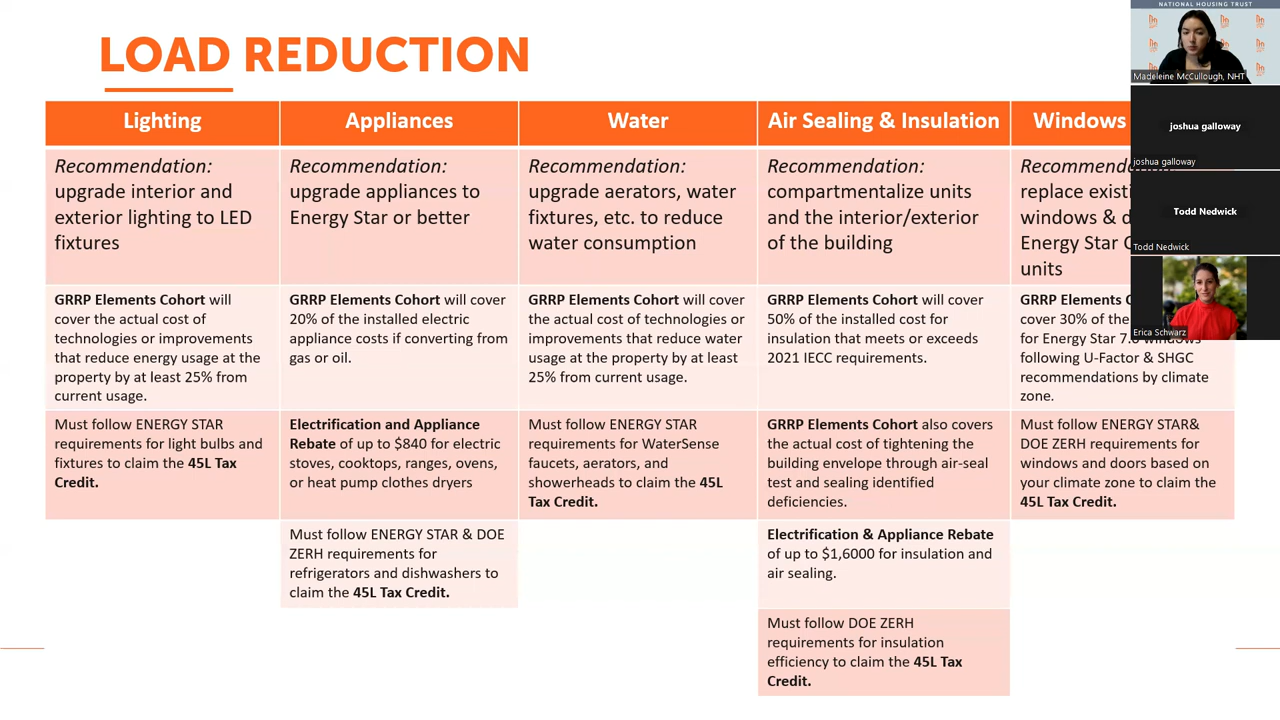 LOAD REDUCTION
Lighting
Recommendation:
upgrade interior and
exterior lighting to LED
fixtures
GRRP Elements Cohort will
cover the actual cost of
technologies or improvements
that reduce energy usage at the
property by at least 25% from
current usage.
Must follow ENERGY STAR
requirements for light bulbs and
fixtures to claim the 45L Tax
Credit.
Appliances
Recommendation:
upgrade appliances to
Energy Star or better
GRRP Elements Cohort will cover
20% of the installed electric
appliance costs if converting from
gas or oil.
Electrification and Appliance
Rebate of up to $840 for electric
stoves, cooktops, ranges, ovens,
or heat pump clothes dryers
Must follow ENERGY STAR & DOE
ZERH requirements for
refrigerators and dishwashers to
claim the 45L Tax Credit.
Water
Recommendation:
upgrade aerators, water
fixtures, etc. to reduce
water consumption
GRRP Elements Cohort will cover
the actual cost of technologies or
improvements that reduce water
usage at the property by at least
25% from current usage.
Must follow ENERGY STAR
requirements for WaterSense
faucets, aerators, and
showerheads to claim the 45L
Tax Credit.
Air Sealing & Insulation
Recommendation:
compartmentalize units
and the interior/exterior
of the building
GRRP Elements Cohort will cover
50% of the installed cost for
insulation that meets or exceeds
2021 IECC requirements.
GRRP Elements Cohort also covers
the actual cost of tightening the
building envelope through air-seal
test and sealing identified
deficiencies.
Electrification & Appliance Rebate
of up to $1,6000 for insulation and
air sealing.
Must follow DOE ZERH
requirements for insulation
efficiency to claim the 45L Tax
Credit.
Windows
replace
windows &
Energy Star
units
GRRP Elements
cover 30% of the
for Energy Star windows
following U-Factor & SHGC
recommendations by climate
zone.
Must follow ENERGY STAR&
DOE ZERH requirements for
windows and doors based on
your climate zone to claim the
45L Tax Credit.
NATIONAL HOUSING TRUST
Madeleine McCullough, NHT
joshua galloway
joshua galloway
Todd Nedwick
Todd Nedwick
Erica Schwarz